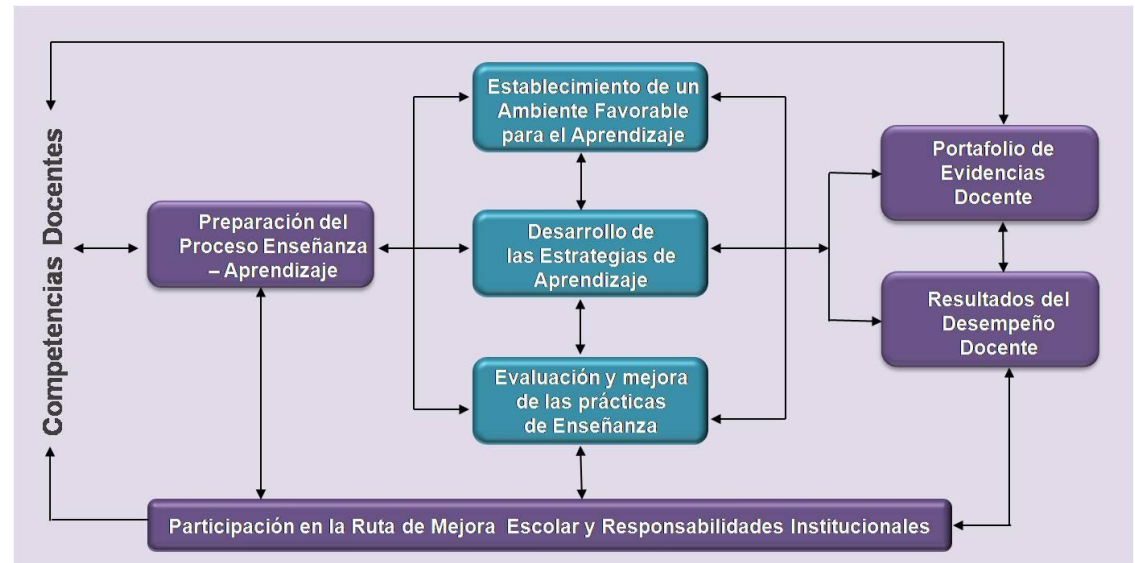 Competencias Docentes
Preparación del
Proceso Enseñanza
– Aprendizaje
Establecimiento de un
Ambiente Favorable
para el Aprendizaje
Desarrollo de
las Estrategias de
Aprendizaje
Evaluación y mejora
de las prácticas
de Enseñanza
Portafolio de
Evidencias
Docente
Resultados del
Desempeño
Docente
Participación en la Ruta de Mejora Escolar y Responsabilidades Institucionales